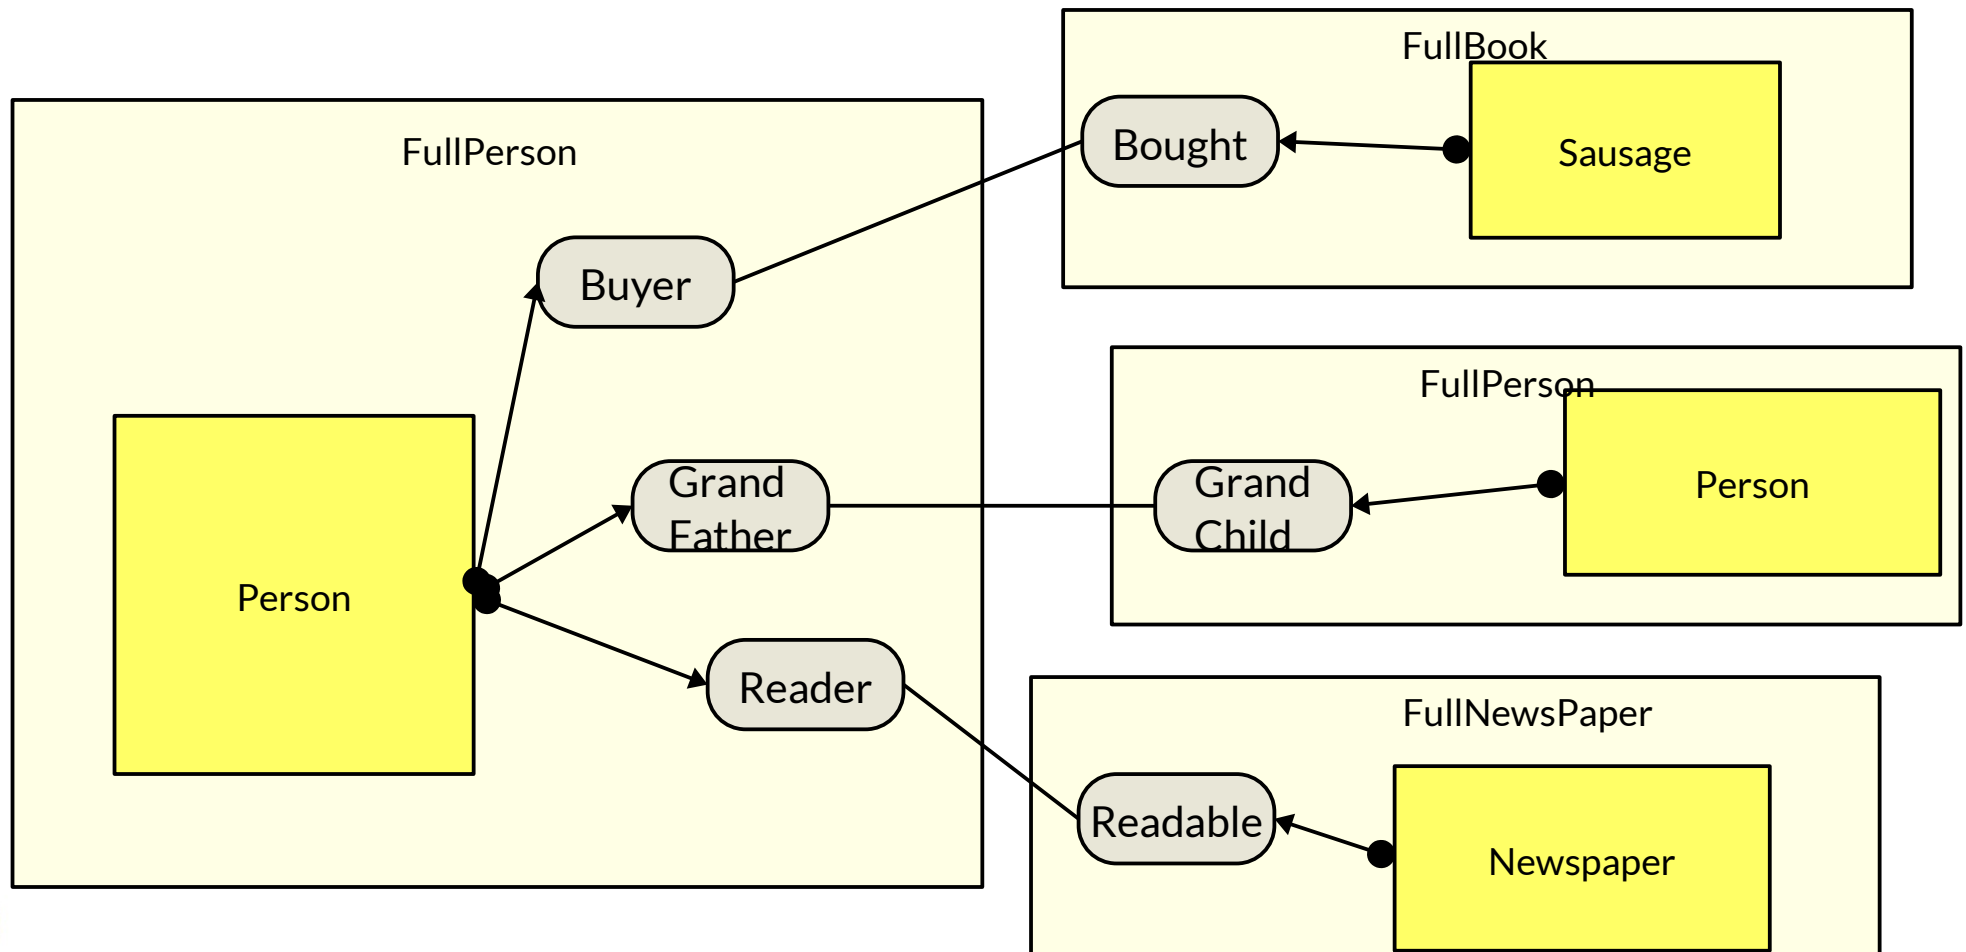 FullPerson
Buyer
Grand
Father
Reader
Person
FullBook
Bought
Sausage
FullPerson
Grand
Child
Person
FullNewsPaper
Readable
Newspaper